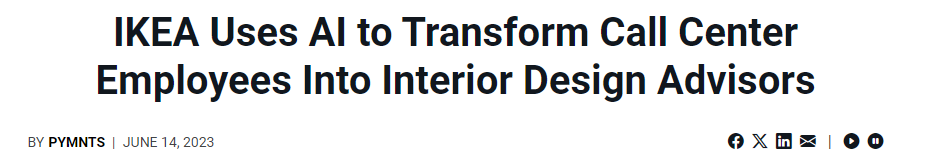 IKEA Uses AI to Transform Call Center
Employees Into Interior Design Advisors
BY PYMNTS | JUNE 14, 2023